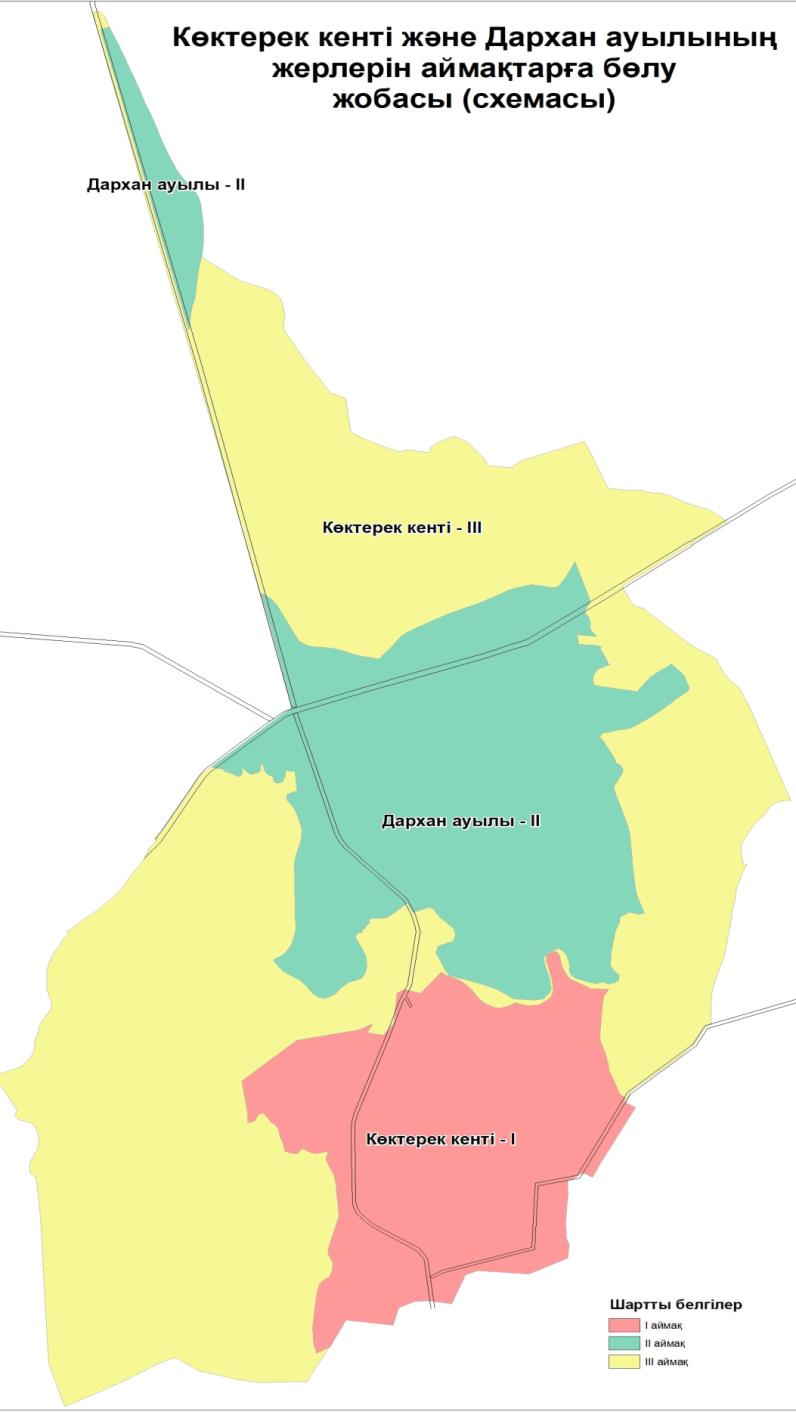 Көктерек кенті және Дархан ауылының
жерлерін аймақтарға бөлу
жобасы (схемасы)
Дархан ауылы - II
Көктерек кенті - III
Дархан ауылы - II
Көктерек кенті - I
Шартты белгілер
I аймақ
II аймақ
III аймақ